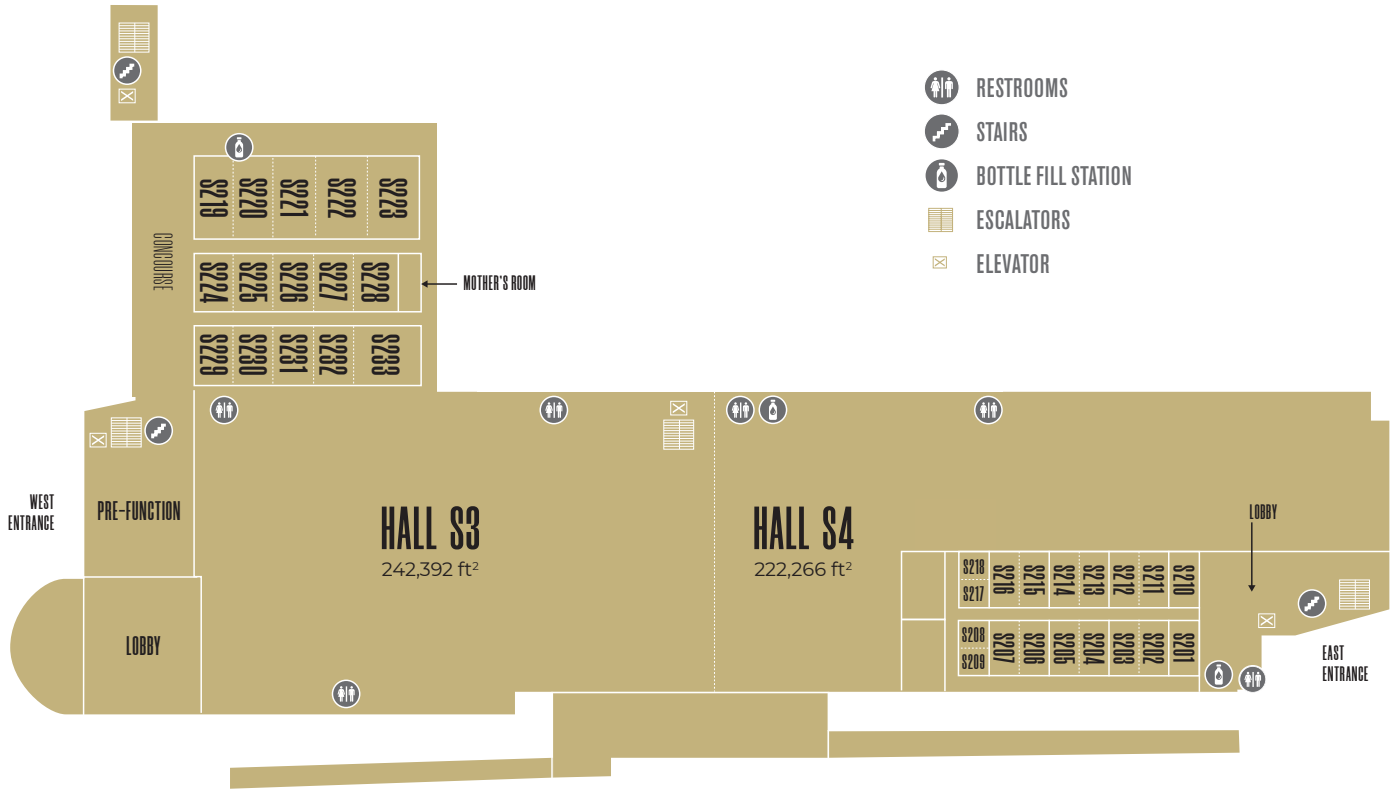 RESTROOMS
STAIRS
BOTTLE FILL STATION
ESCALATORS
ELEVATOR
S219
S220
S221
S222
S223
CONCOURSE
S224
S225
S226
S227
S228
MOTHER'S ROOM
S229
S230
S231
S232
S233
WEST
ENTRANCE
PRE-FUNCTION
HALL S3
242,392 ft²
HALL S4
222,266 ft²
LOBBY
LOBBY
S218
S217
S216
S215
S214
S213
S212
S211
S210
S208
S209
S207
S206
S205
S204
S203
S202
S201
EAST
ENTRANCE